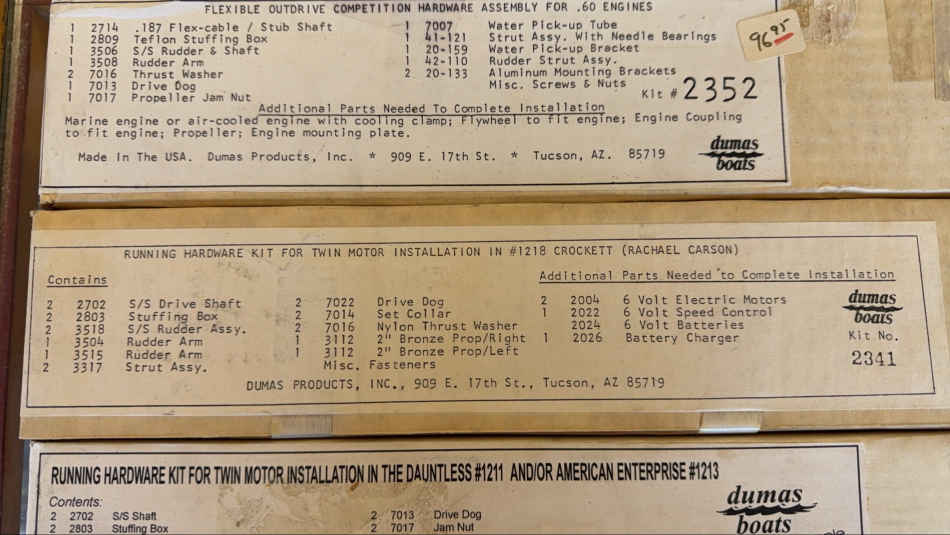 FLEXIBLE OUTDRIVE COMPETITION HARDWARE ASSEMBLY FOR .60 ENGINES
1 2714 .187 Flex-cable / Stub Shaft
1 2809 Teflon Stuffing Box
1 3506 S/S Rudder & Shaft
1 3508 Rudder Arm
2 7016 Thrust Washer
1 7013 Drive Dog
1 7017 Propeller Jam Nut
1 7007 Water Pick-up Tube
1 41-121 Strut Assy. With Needle Bearings
1 20-159 Water Pick-up Bracket
1 42-110 Rudder Strut Assy.
2 20-133 Aluminum Mounting Brackets
Misc. Screws & Nuts
96.95
Kit # 2352
Additional Parts Needed To Complete Installation
Marine engine or air-cooled engine with cooling clamp; Flywheel to fit engine; Engine Coupling
to fit engine; Propeller; Engine mounting plate.
Made In The USA. Dumas Products, Inc. * 909 E. 17th St. * Tucson, AZ. 85719
dumas
boats
RUNNING HARDWARE KIT FOR TWIN MOTOR INSTALLATION IN #1218 CROCKETT (RACHAEL CARSON)
Contains
2 2702 S/S Drive Shaft
2 2803 Stuffing Box
2 3518 S/S Rudder Assy.
1 3504 Rudder Arm
1 3515 Rudder Arm
2 3317 Strut Assy.
2 7022 Drive Dog
2 7014 Set Collar
2 7016 Nylon Thrust Washer
1 3112 2" Bronze Prop/Right
1 3112 2" Bronze Prop/Left
Misc. Fasteners
Additional Parts Needed to Complete Installation
2 2004 6 Volt Electric Motors
1 2022 6 Volt Speed Control
2024 6 Volt Batteries
1 2026 Battery Charger
dumas
boats
Kit No.
2341
DUMAS PRODUCTS, INC., 909 E. 17th St., Tucson, AZ 85719
RUNNING HARDWARE KIT FOR TWIN MOTOR INSTALLATION IN THE DAUNTLESS #1211 AND/OR AMERICAN ENTERPRISE #1213
Contents:
2 2702 S/S Shaft
2 2803 Stuffing Box
2 7013 Drive Dog
2 7017 Jam Nut
dumas
boats